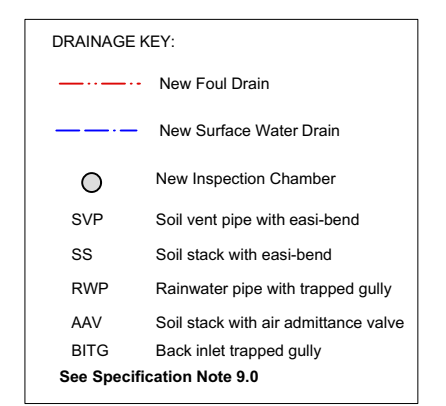 DRAINAGE KEY:
New Foul Drain
New Surface Water Drain
New Inspection Chamber
SVP Soil vent pipe with easi-bend
SS Soil stack with easi-bend
RWP Rainwater pipe with trapped gully
AAV Soil stack with air admittance valve
BITG Back inlet trapped gully
See Specification Note 9.0